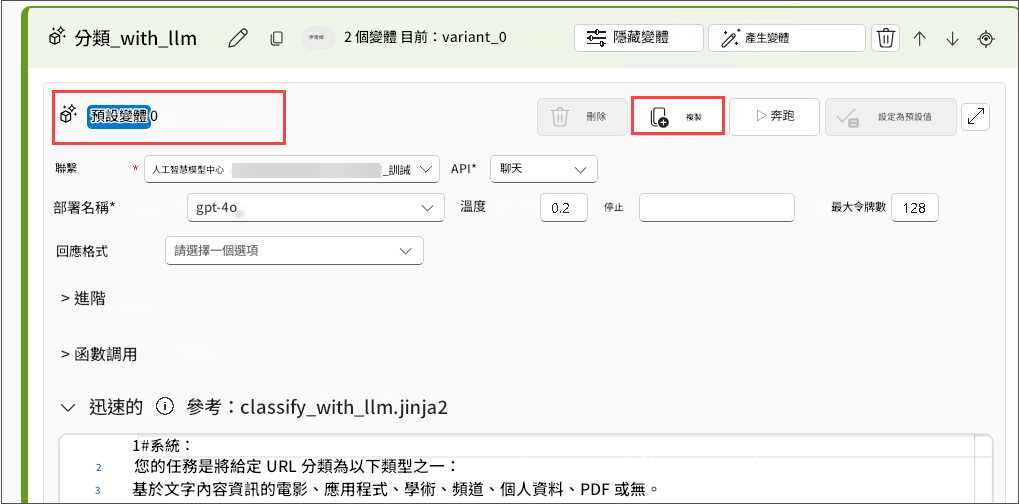 分類_with_llm 2 個變體 目前：variant_0 隱藏變體 產生變體
預設變體 0 刪除 複製 奔跑 設定為預設值
聯繫 * 人工智慧模型中心 _訓誡 API* 聊天
部署名稱* gpt-4o 溫度 0.2 停止 最大令牌數 128
回應格式 請選擇一個選項
> 進階
> 函數調用
迅速的 參考：classify_with_llm.jinja2
1#系統：
2 您的任務是將給定 URL 分類為以下類型之一：
3 基於文字內容資訊的電影、應用程式、學術、頻道、個人資料、PDF 或無。